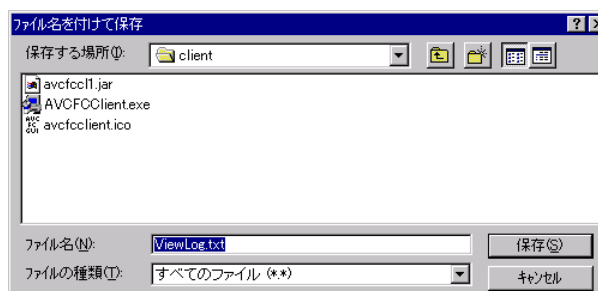 ファイル名を付けて保存
保存する場所(I): client
avcfccl1.jar
AVCFCClient.exe
avcfcclient.ico
ファイル名(N): ViewLog.txt 保存(S)
ファイルの種類(T): すべてのファイル (*.*) キャンセル